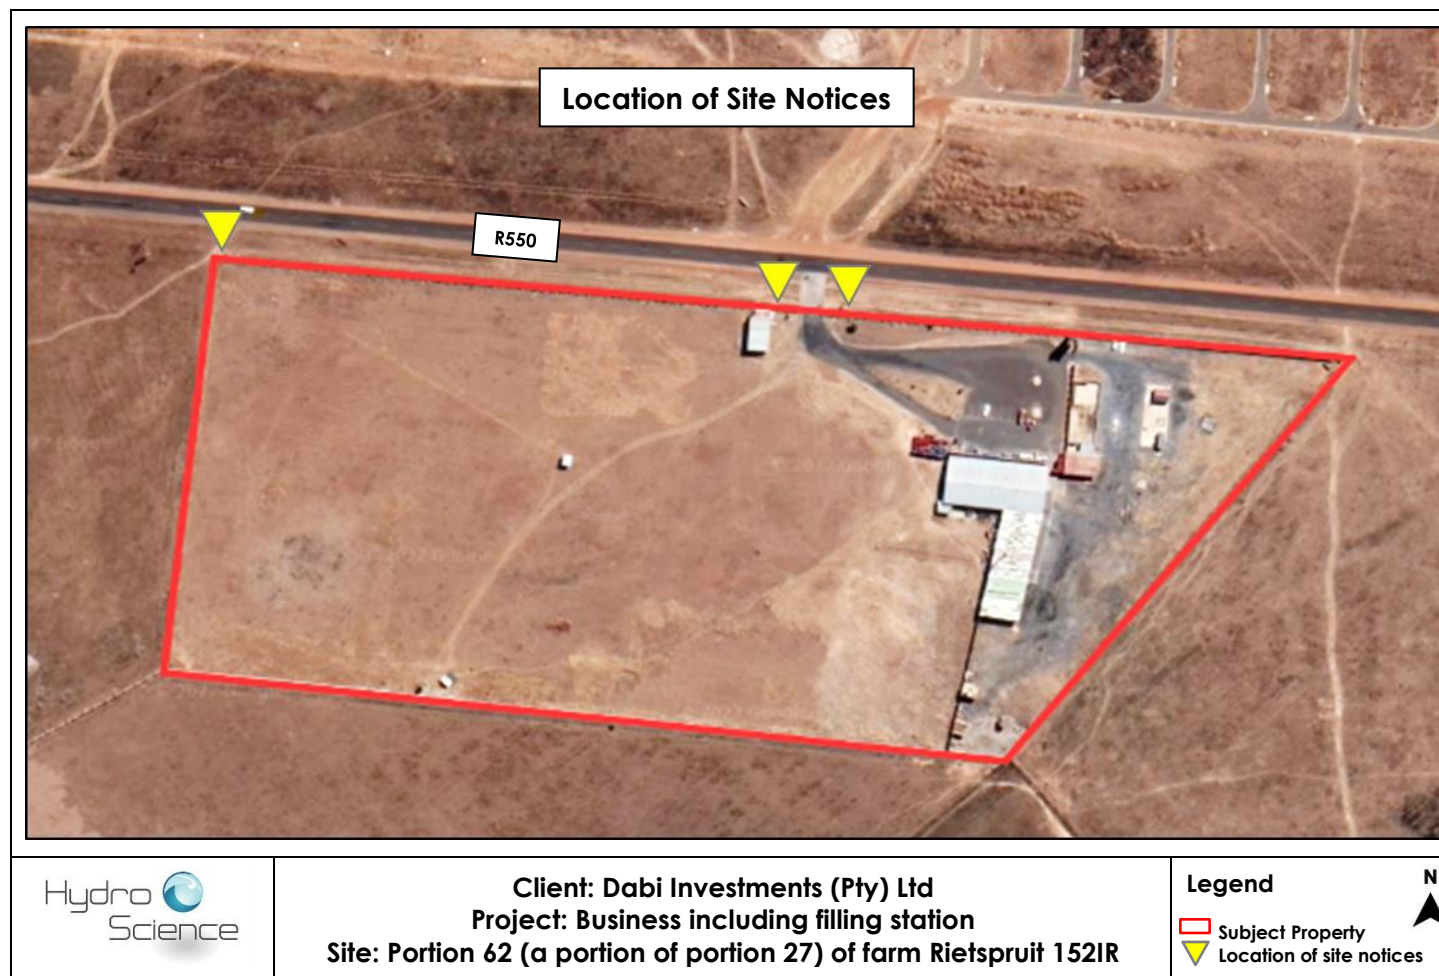 Location of Site Notices
R550
Hydro
Science
Client: Dabi Investments (Pty) Ltd
Project: Business including filling station
Site: Portion 62 (a portion of portion 27) of farm Rietspruit 152IR
Legend
N
Subject Property
Location of site notices